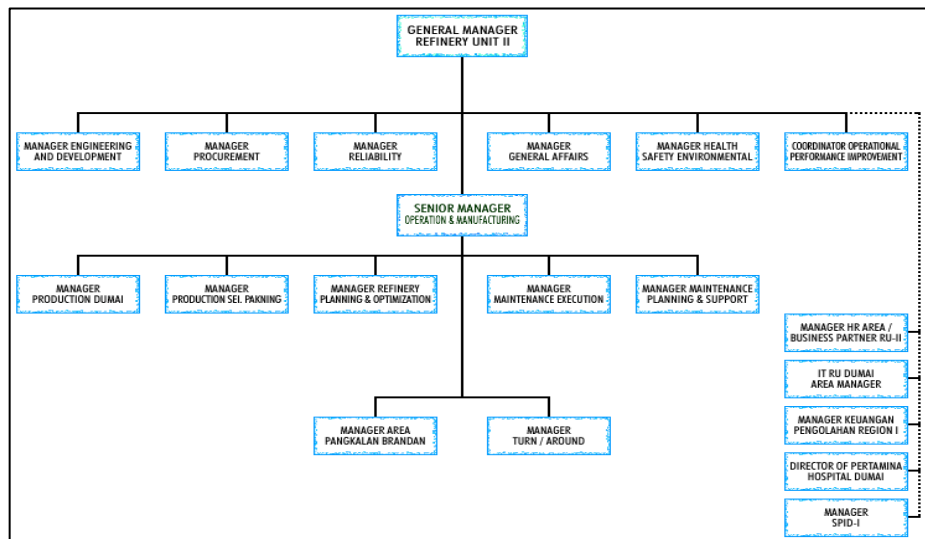 GENERAL MANAGER
REFINERY UNIT II
MANAGER ENGINEERING
AND DEVELOPMENT
MANAGER
PROCUREMENT
MANAGER
RELIABILITY
MANAGER
GENERAL AFFAIRS
MANAGER HEALTH
SAFETY ENVIRONMENTAL
COORDINATOR OPERATIONAL
PERFORMANCE IMPROVEMENT
SENIOR MANAGER
OPERATION & MANUFACTURING
MANAGER
PRODUCTION DUMAI
MANAGER
PRODUCTION SEI. PAKNING
MANAGER REFINERY
PLANNING & OPTIMIZATION
MANAGER
MAINTENANCE EXECUTION
MANAGER MAINTENANCE
PLANNING & SUPPORT
MANAGER HR AREA /
BUSINESS PARTNER RU-II
IT RU DUMAI
AREA MANAGER
MANAGER KEUANGAN
PENGOLAHAN REGION I
DIRECTOR OF PERTAMINA
HOSPITAL DUMAI
MANAGER
SPID-I
MANAGER AREA
PANGKALAN BRANDAN
MANAGER
TURN / AROUND